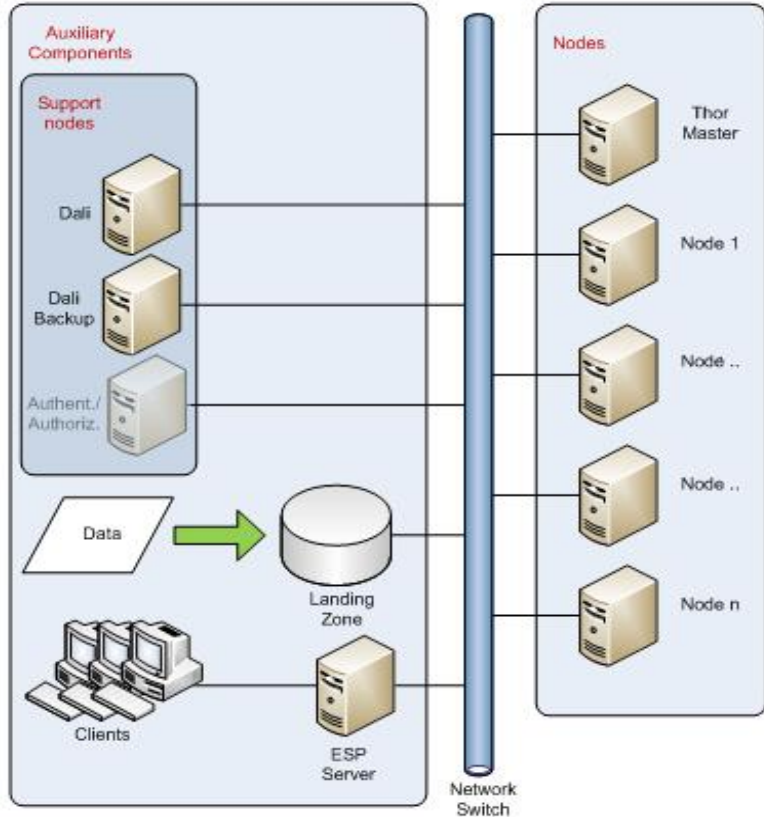 Auxiliary
Components
Support
nodes
Dali
Dali
Backup
Authent./
Authoriz.
Data
Landing
Zone
Clients
ESP
Server
Network
Switch
Nodes
Thor
Master
Node 1
Node ..
Node ..
Node n